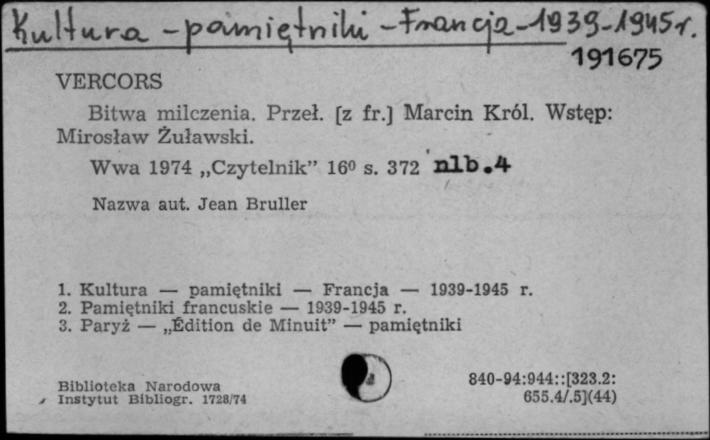 Kultura - pamiętniki - Francja - 1939-1945 r.
191675
VERCORS
Bitwa milczenia. Przeł. [z fr.] Marcin Król. Wstęp:
Mirosław Żuławski.
Wwa 1974 „Czytelnik” 16⁰ s. 372 nlb.4
Nazwa aut. Jean Bruller
1. Kultura — pamiętniki — Francja — 1939-1945 r.
2. Pamiętniki francuskie — 1939-1945 r.
3. Paryż — „Édition de Minuit” — pamiętniki
Biblioteka Narodowa
Instytut Bibliogr. 1728/74
840-94:944::[323.2:
655.4/.5](44)